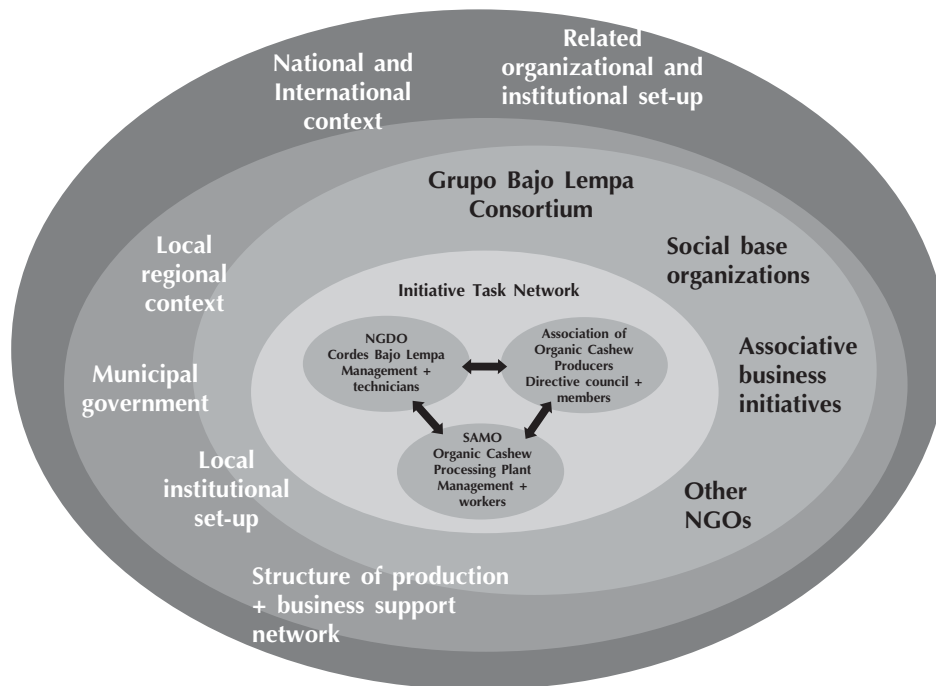 National and
International
context
Related
organizational and
institutional set-up
Grupo Bajo Lempa
Consortium
Local
regional
context
Social base
organizations
Initiative Task Network
NGDO
Cordes Bajo Lempa
Management +
technicians
Association of
Organic Cashew
Producers
Directive council +
members
Municipal
government
Associative
business
initiatives
SAMO
Organic Cashew
Processing Plant
Management +
workers
Local
institutional
set-up
Other
NGOs
Structure of production
+ business support
network